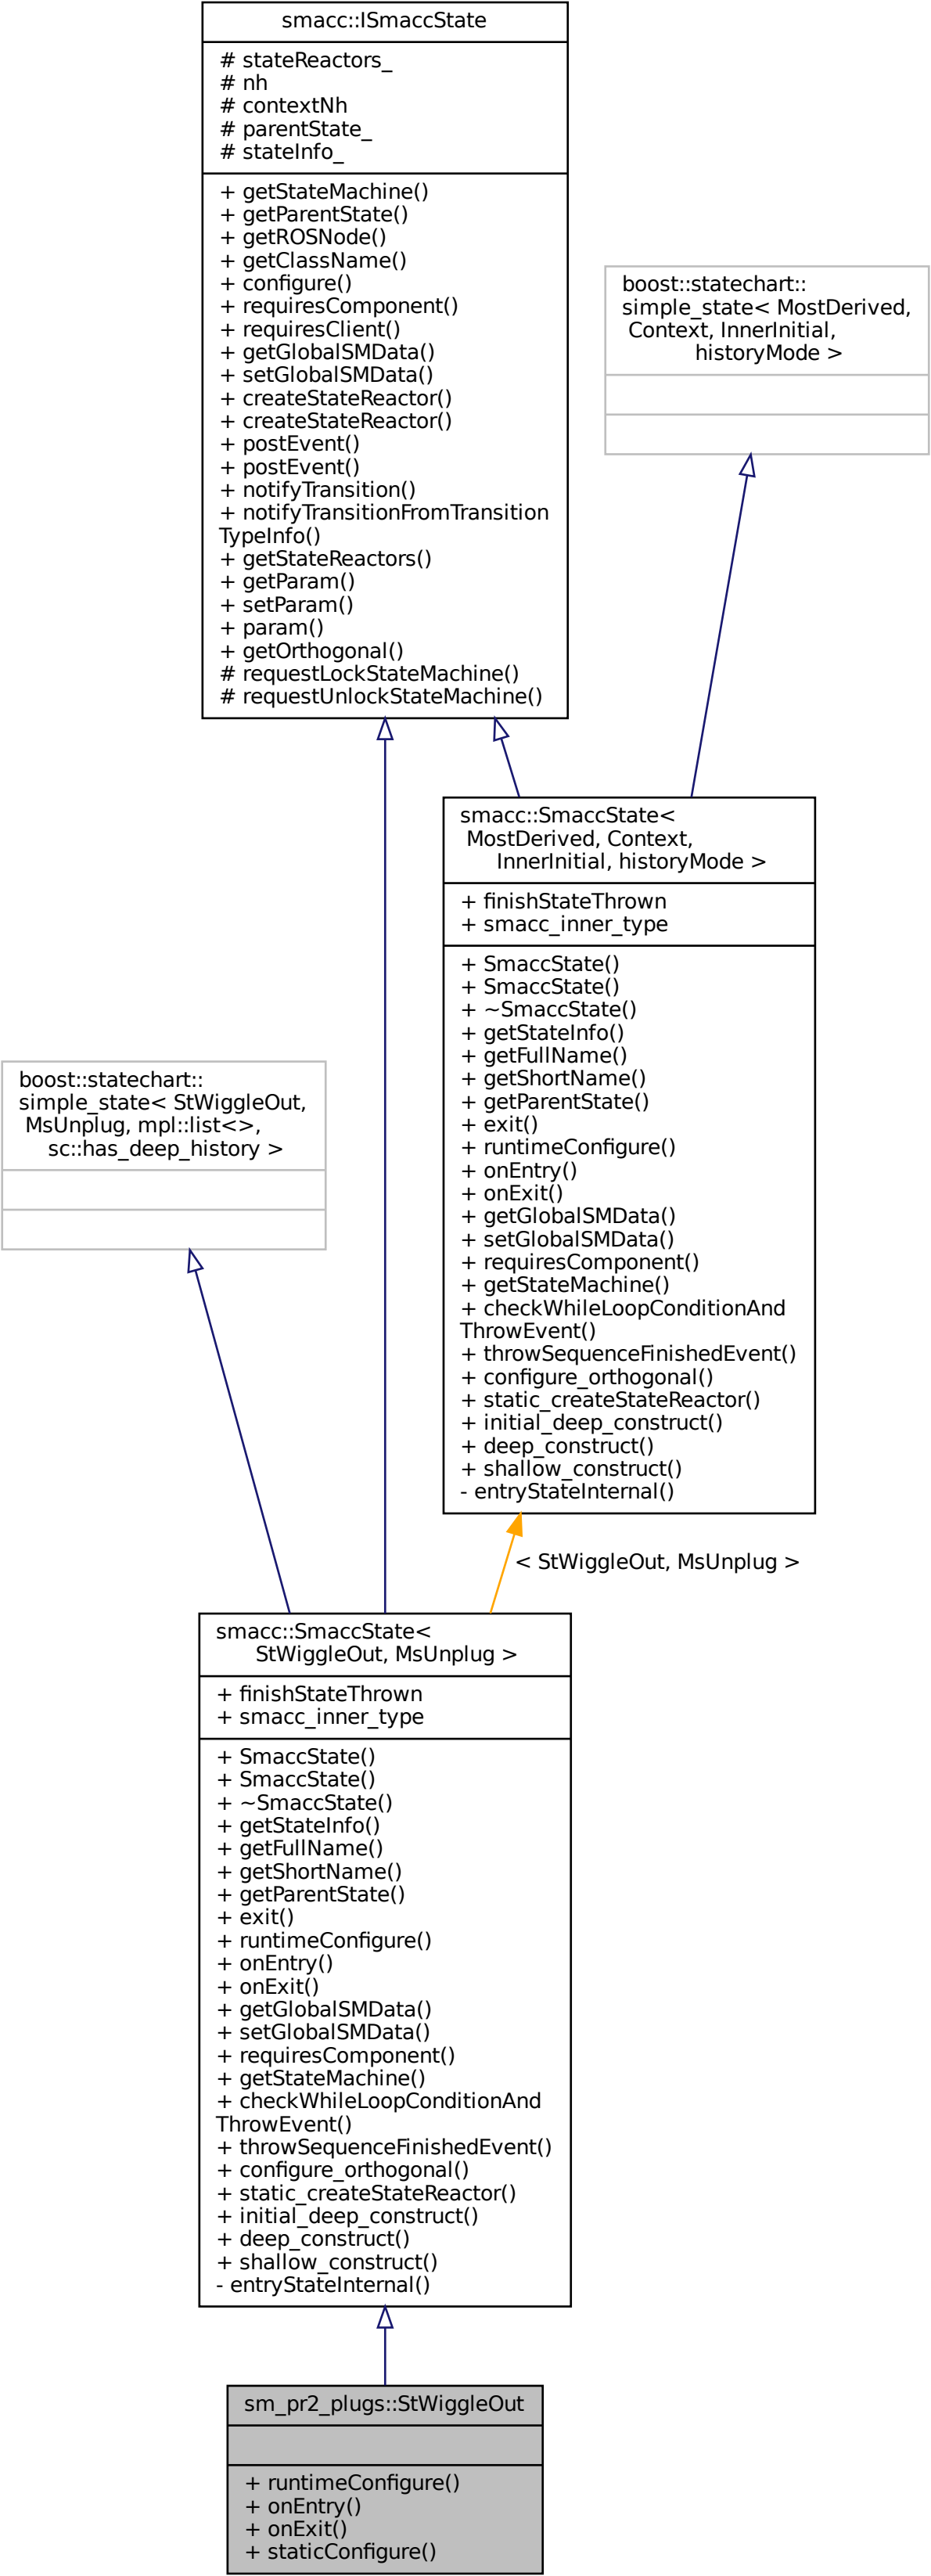 smacc::ISmaccState
# stateReactors_
# nh
# contextNh
# parentState_
# stateInfo_
+ getStateMachine()
+ getParentState()
+ getROSNode()
+ getClassName()
+ configure()
+ requiresComponent()
+ requiresClient()
+ getGlobalSMData()
+ setGlobalSMData()
+ createStateReactor()
+ createStateReactor()
+ postEvent()
+ postEvent()
+ notifyTransition()
+ notifyTransitionFromTransition
TypeInfo()
+ getStateReactors()
+ getParam()
+ setParam()
+ param()
+ getOrthogonal()
# requestLockStateMachine()
# requestUnlockStateMachine()
boost::statechart::
simple_state< MostDerived,
Context, InnerInitial,
historyMode >
smacc::SmaccState<
MostDerived, Context,
InnerInitial, historyMode >
+ finishStateThrown
+ smacc_inner_type
+ SmaccState()
+ SmaccState()
+ ~SmaccState()
+ getStateInfo()
+ getFullName()
+ getShortName()
+ getParentState()
+ exit()
+ runtimeConfigure()
+ onEntry()
+ onExit()
+ getGlobalSMData()
+ setGlobalSMData()
+ requiresComponent()
+ getStateMachine()
+ checkWhileLoopConditionAnd
ThrowEvent()
+ throwSequenceFinishedEvent()
+ configure_orthogonal()
+ static_createStateReactor()
+ initial_deep_construct()
+ deep_construct()
+ shallow_construct()
- entryStateInternal()
boost::statechart::
simple_state< StWiggleOut,
MsUnplug, mpl::list<>,
sc::has_deep_history >
< StWiggleOut, MsUnplug >
smacc::SmaccState<
StWiggleOut, MsUnplug >
+ finishStateThrown
+ smacc_inner_type
+ SmaccState()
+ SmaccState()
+ ~SmaccState()
+ getStateInfo()
+ getFullName()
+ getShortName()
+ getParentState()
+ exit()
+ runtimeConfigure()
+ onEntry()
+ onExit()
+ getGlobalSMData()
+ setGlobalSMData()
+ requiresComponent()
+ getStateMachine()
+ checkWhileLoopConditionAnd
ThrowEvent()
+ throwSequenceFinishedEvent()
+ configure_orthogonal()
+ static_createStateReactor()
+ initial_deep_construct()
+ deep_construct()
+ shallow_construct()
- entryStateInternal()
sm_pr2_plugs::StWiggleOut
+ runtimeConfigure()
+ onEntry()
+ onExit()
+ staticConfigure()